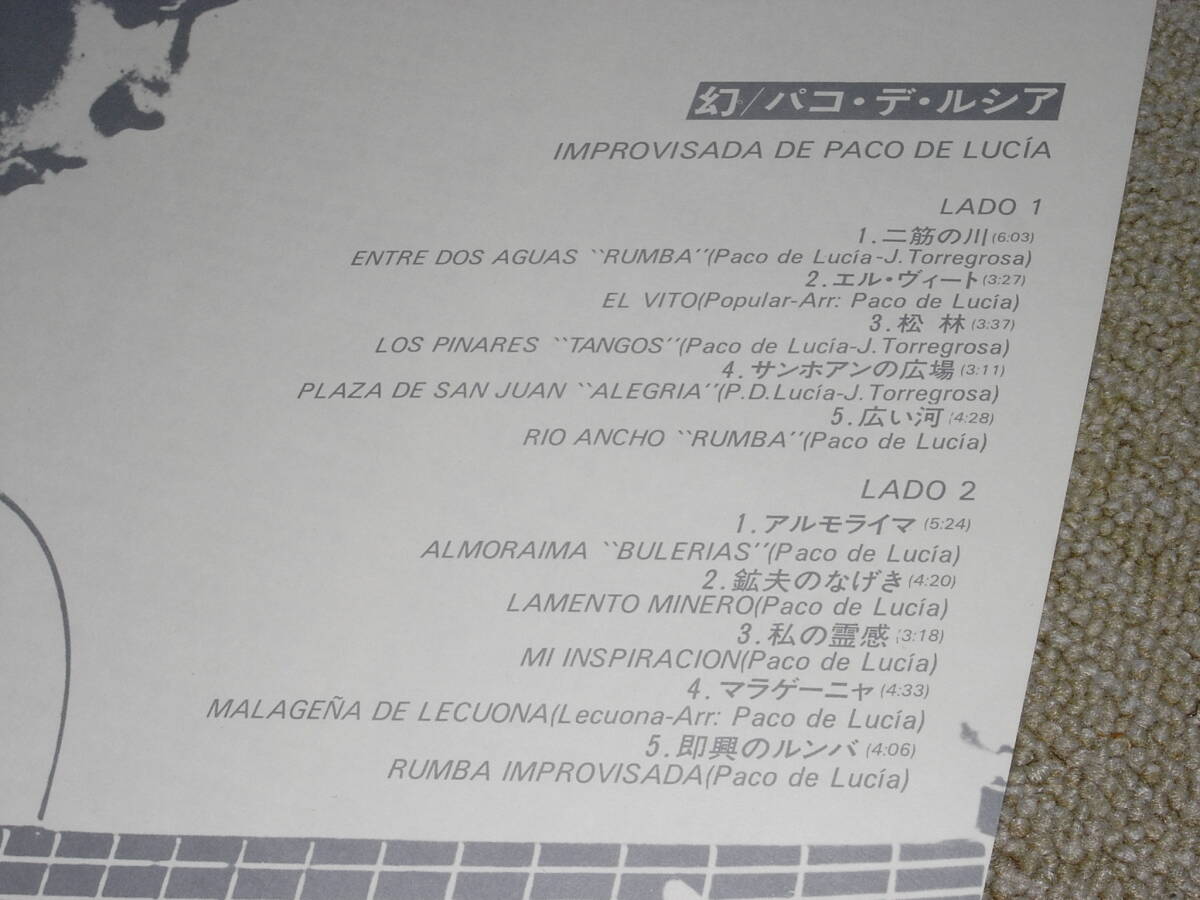 幻/パコ・デ・ルシア
IMPROVISADA DE PACO DE LUCÍA
LADO 1
1.二筋の川(6:03)
ENTRE DOS AGUAS ``RUMBA''(Paco de Lucía-J.Torregrosa)
2.エル・ヴィート(3:27)
EL VITO(Popular-Arr: Paco de Lucía)
3.松 林(3:37)
LOS PINARES ``TANGOS''(Paco de Lucía-J.Torregrosa)
4.サンホアンの広場(3:11)
PLAZA DE SAN JUAN ``ALEGRIA''(P.D.Lucía-J.Torregrosa)
5.広い河(4:28)
RIO ANCHO ``RUMBA''(Paco de Lucía)
LADO 2
1.アルモライマ(5:24)
ALMORAIMA ``BULERIAS''(Paco de Lucía)
2.鉱夫のなげき(4:20)
LAMENTO MINERO(Paco de Lucía)
3.私の霊感(3:18)
MI INSPIRACION(Paco de Lucía)
4.マラゲーニャ(4:33)
MALAGEÑA DE LECUONA(Lecuona-Arr: Paco de Lucía)
5.即興のルンバ(4:06)
RUMBA IMPROVISADA(Paco de Lucía)